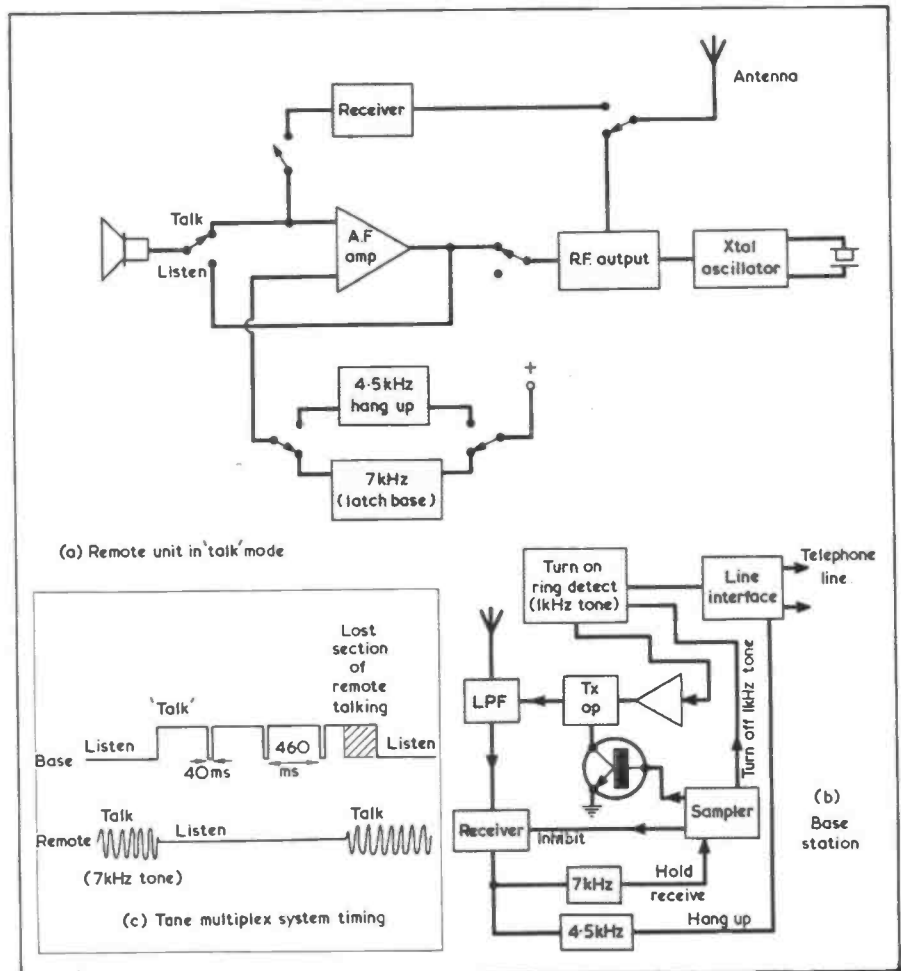 Receiver
Antenna
Talk
Listen
A.F
amp
R.F. output
Xtal
oscillator
4·5kHz
hang up
+
7kHz
(latch base)
(a) Remote unit in 'talk' mode
Turn on
ring detect
(1kHz tone)
Line
interface
Telephone
line
Lost
section
of
remote
talking
'Talk'
Listen
460
ms
Listen
Base
40ms
Talk
Listen
Talk
Remote
(7kHz tone)
(c) Tone multiplex system timing
LPF
Tx
op
Turn off 1kHz tone
Sampler
(b)
Base
station
Receiver
Inhibit
7kHz
Hold
receive
4·5kHz
Hang up